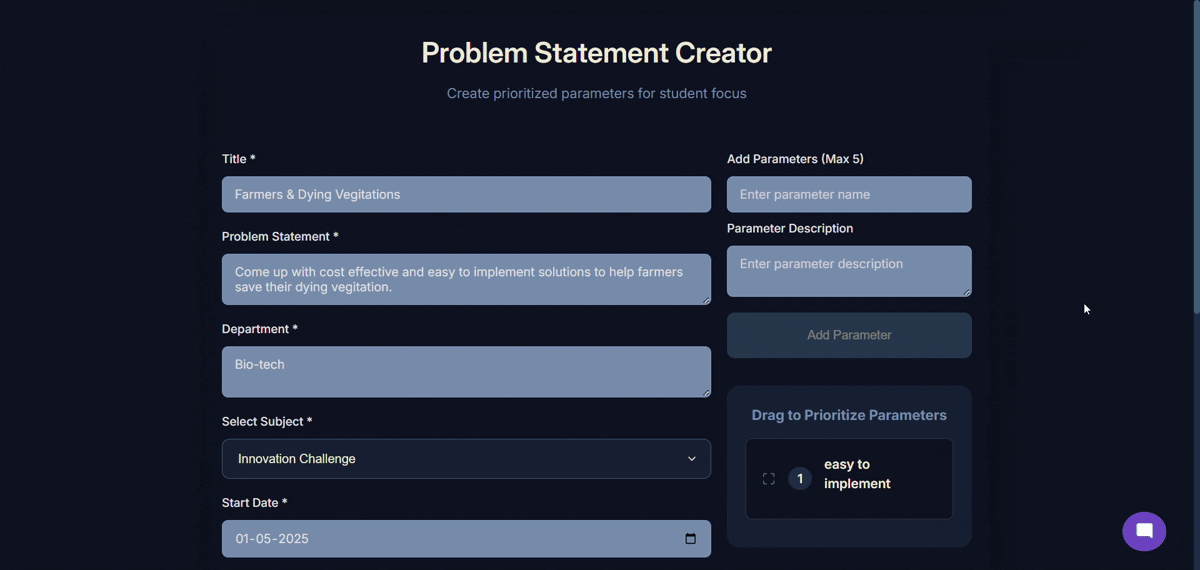 Problem Statement Creator
Create prioritized parameters for student focus
Title *
Farmers & Dying Vegitations
Problem Statement *
Come up with cost effective and easy to implement solutions to help farmers
save their dying vegitation.
Department *
Bio-tech
Select Subject *
Innovation Challenge
Start Date *
01-05-2025
Add Parameters (Max 5)
Enter parameter name
Parameter Description
Enter parameter description
Add Parameter
Drag to Prioritize Parameters
1
easy to
implement